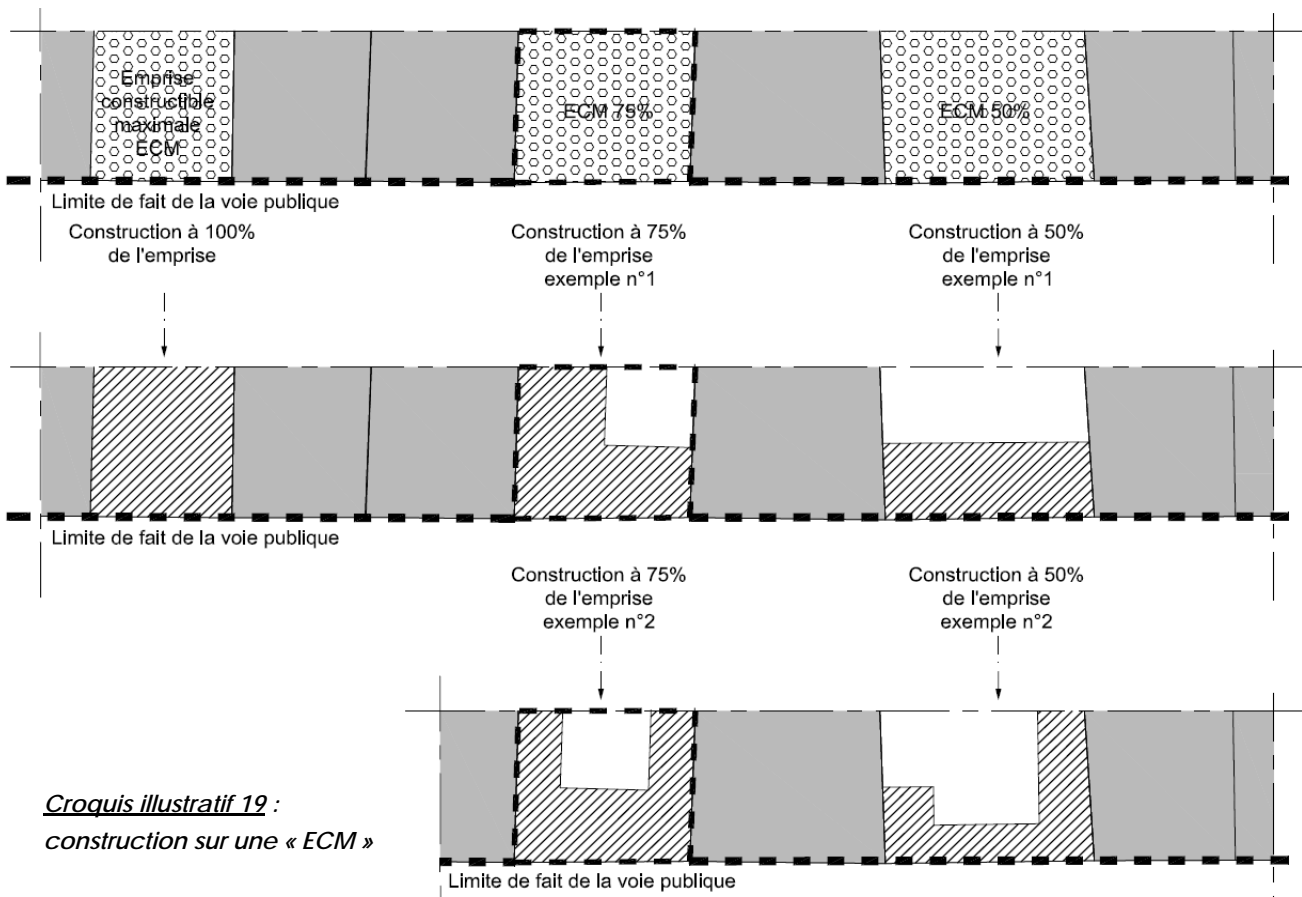 Emprise
constructible
maximale
ECM
ECM 75%
ECM 50%
Limite de fait de la voie publique
Construction à 100%
de l'emprise
Construction à 75%
de l'emprise
exemple n°1
Construction à 50%
de l'emprise
exemple n°1
Limite de fait de la voie publique
Construction à 75%
de l'emprise
exemple n°2
Construction à 50%
de l'emprise
exemple n°2
Croquis illustratif 19 :
construction sur une « ECM »
Limite de fait de la voie publique